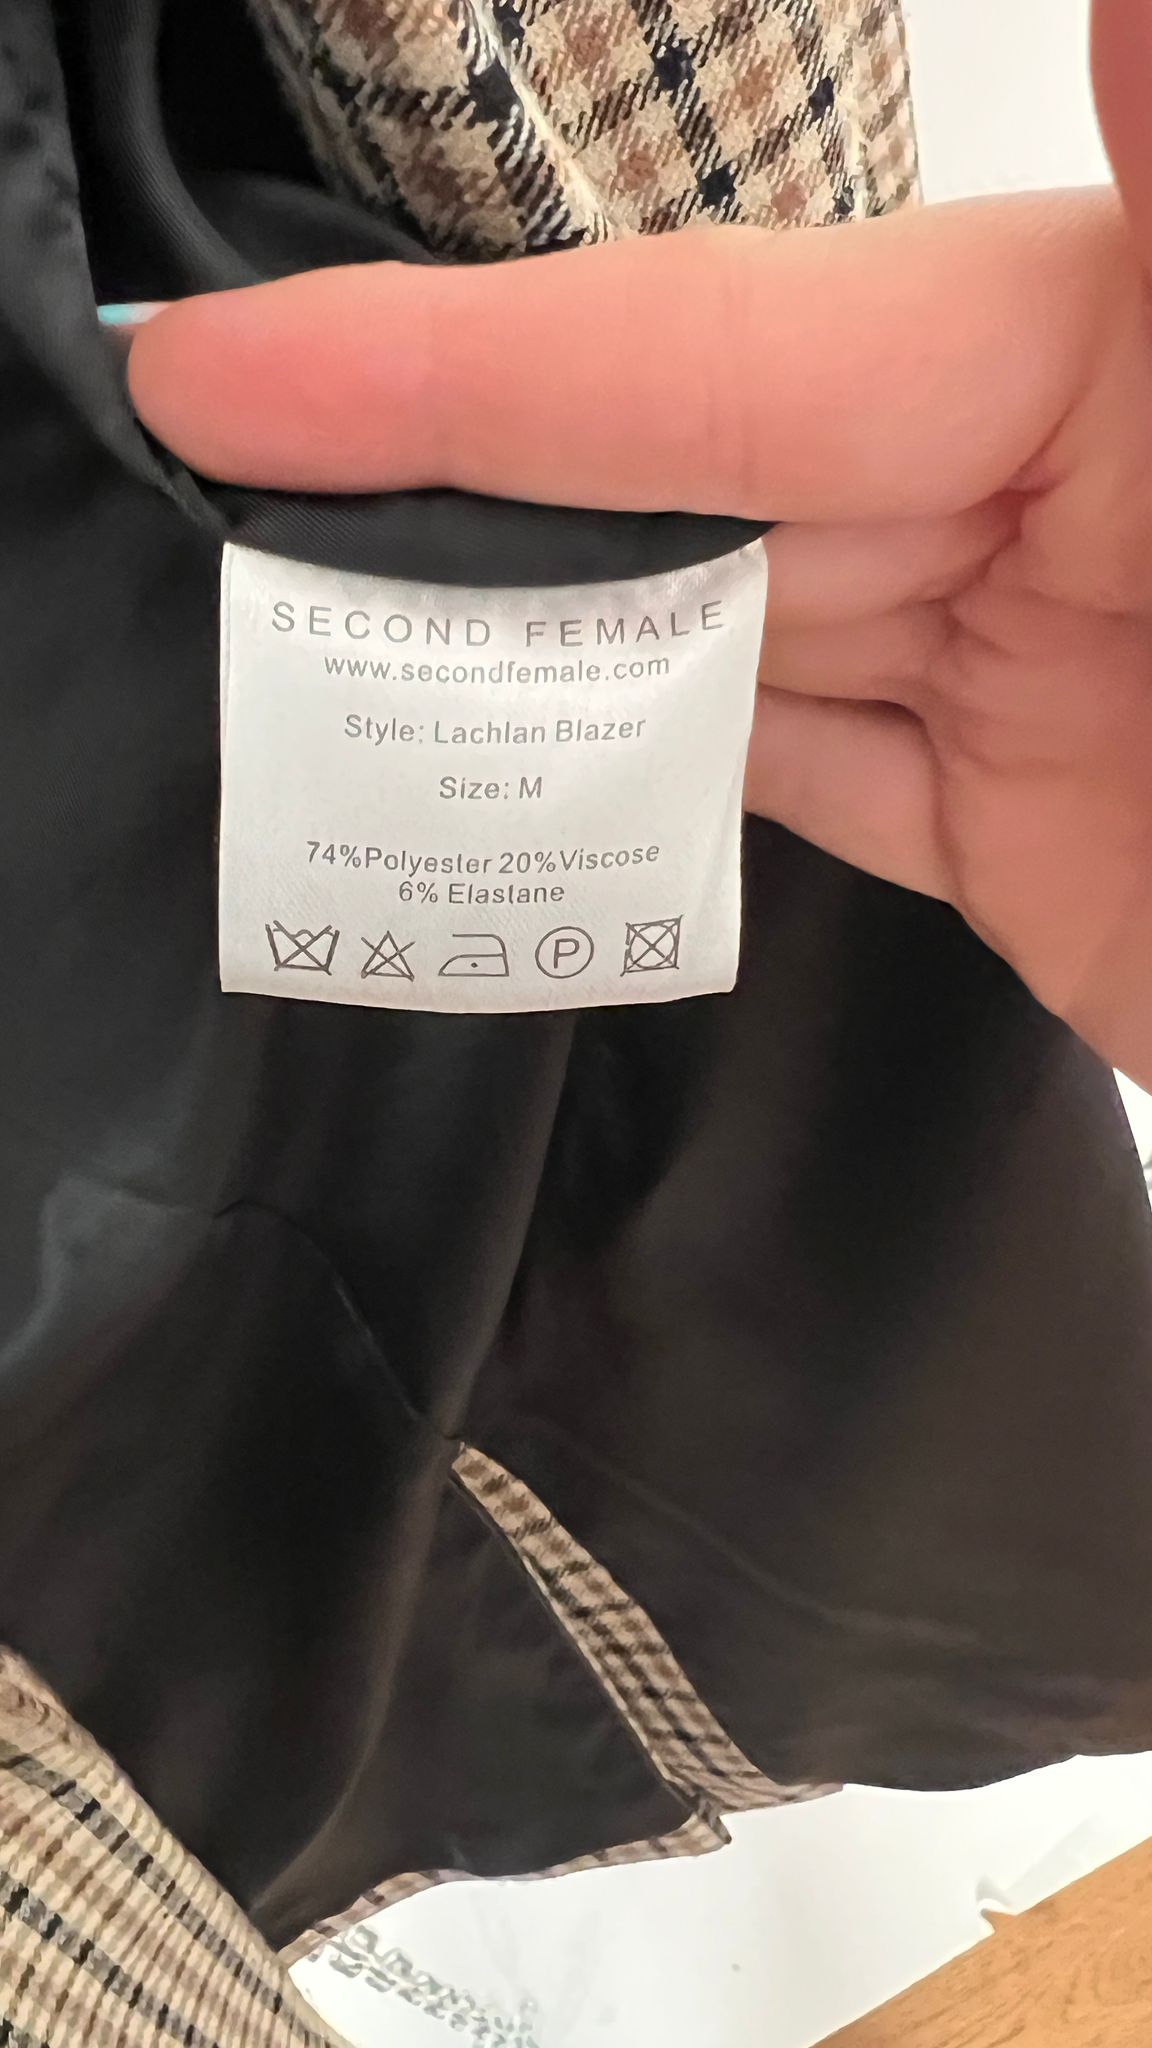 SECOND FEMALE
www.secondfemale.com
Style: Lachlan Blazer
Size: M
74%Polyester 20%Viscose
6% Elastane
P